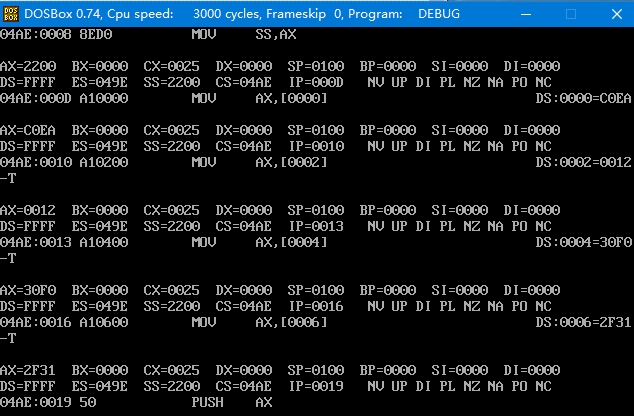 DOSBox 0.74, Cpu speed: 3000 cycles, Frameskip 0, Program: DEBUG
04AE:0008 8ED0 MOV SS,AX
AX=2200 BX=0000 CX=0025 DX=0000 SP=0100 BP=0000 SI=0000 DI=0000
DS=FFFF ES=049E SS=2200 CS=04AE IP=000D NV UP DI PL NZ NA PO NC
04AE:000D A10000 MOV AX,[0000] DS:0000=C0EA
AX=C0EA BX=0000 CX=0025 DX=0000 SP=0100 BP=0000 SI=0000 DI=0000
DS=FFFF ES=049E SS=2200 CS=04AE IP=0010 NV UP DI PL NZ NA PO NC
04AE:0010 A10200 MOV AX,[0002] DS:0002=0012
-T
AX=0012 BX=0000 CX=0025 DX=0000 SP=0100 BP=0000 SI=0000 DI=0000
DS=FFFF ES=049E SS=2200 CS=04AE IP=0013 NV UP DI PL NZ NA PO NC
04AE:0013 A10400 MOV AX,[0004] DS:0004=30F0
-T
AX=30F0 BX=0000 CX=0025 DX=0000 SP=0100 BP=0000 SI=0000 DI=0000
DS=FFFF ES=049E SS=2200 CS=04AE IP=0016 NV UP DI PL NZ NA PO NC
04AE:0016 A10600 MOV AX,[0006] DS:0006=2F31
-T
AX=2F31 BX=0000 CX=0025 DX=0000 SP=0100 BP=0000 SI=0000 DI=0000
DS=FFFF ES=049E SS=2200 CS=04AE IP=0019 NV UP DI PL NZ NA PO NC
04AE:0019 50 PUSH AX